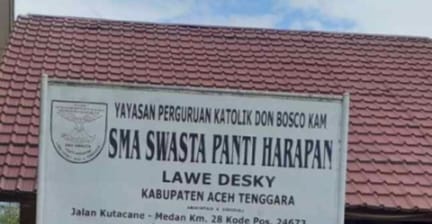 YAYASAN PERGURUAN KATOLIK DON BOSCO KAM
SMA SWASTA PANTI HARAPAN
LAWE DESKY
KABUPATEN ACEH TENGGARA
Jalan Kutacane - Medan Km. 28 Kode Pos. 24673